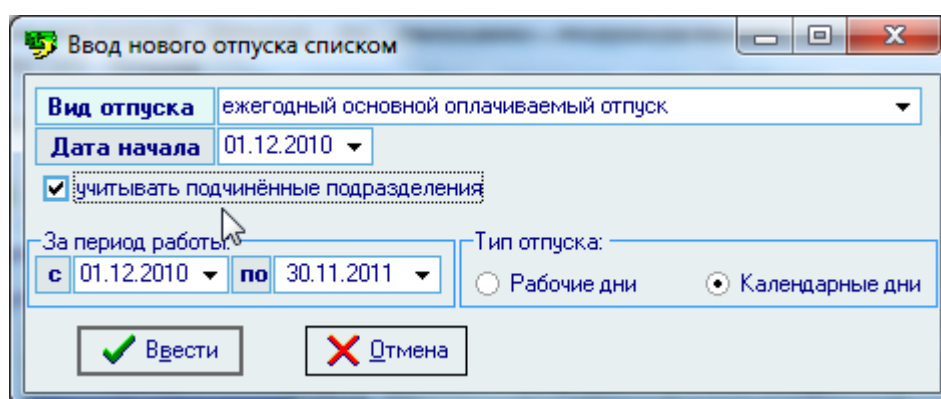 Ввод нового отпуска списком
Вид отпуска ежегодный основной оплачиваемый отпуск
Дата начала 01.12.2010
учитывать подчинённые подразделения
За период работы: Тип отпуска:
с 01.12.2010 по 30.11.2011 Рабочие дни Календарные дни
Ввести Отмена